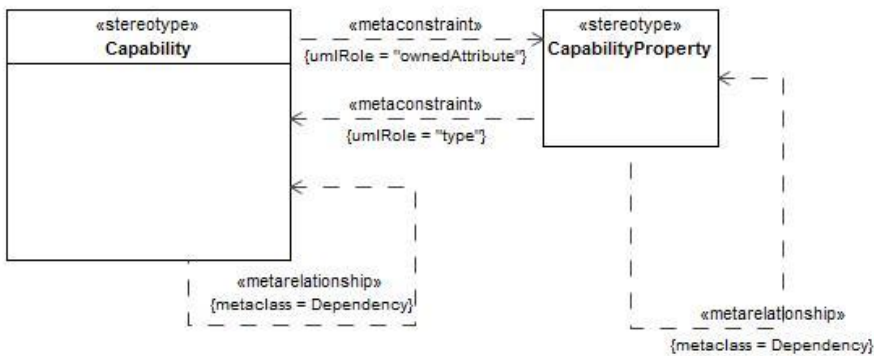 «stereotype»
Capability
«metaconstraint»
{umlRole = "ownedAttribute"}
«stereotype»
CapabilityProperty
«metaconstraint»
{umlRole = "type"}
«metarelationship»
{metaclass = Dependency}
«metarelationship»
{metaclass = Dependency}